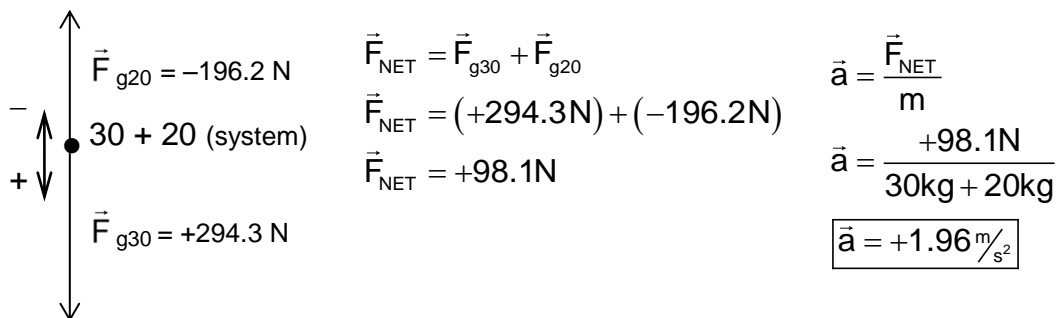 F⃗ g20 = –196.2 N
–
30 + 20 (system)
+
F⃗ g30 = +294.3 N
F⃗NET = F⃗g30 + F⃗g20
F⃗NET = (+294.3N) + (−196.2N)
F⃗NET = +98.1N
a⃗ = F⃗NET / m
a⃗ = +98.1N / 30kg + 20kg
a⃗ = +1.96 m/s²